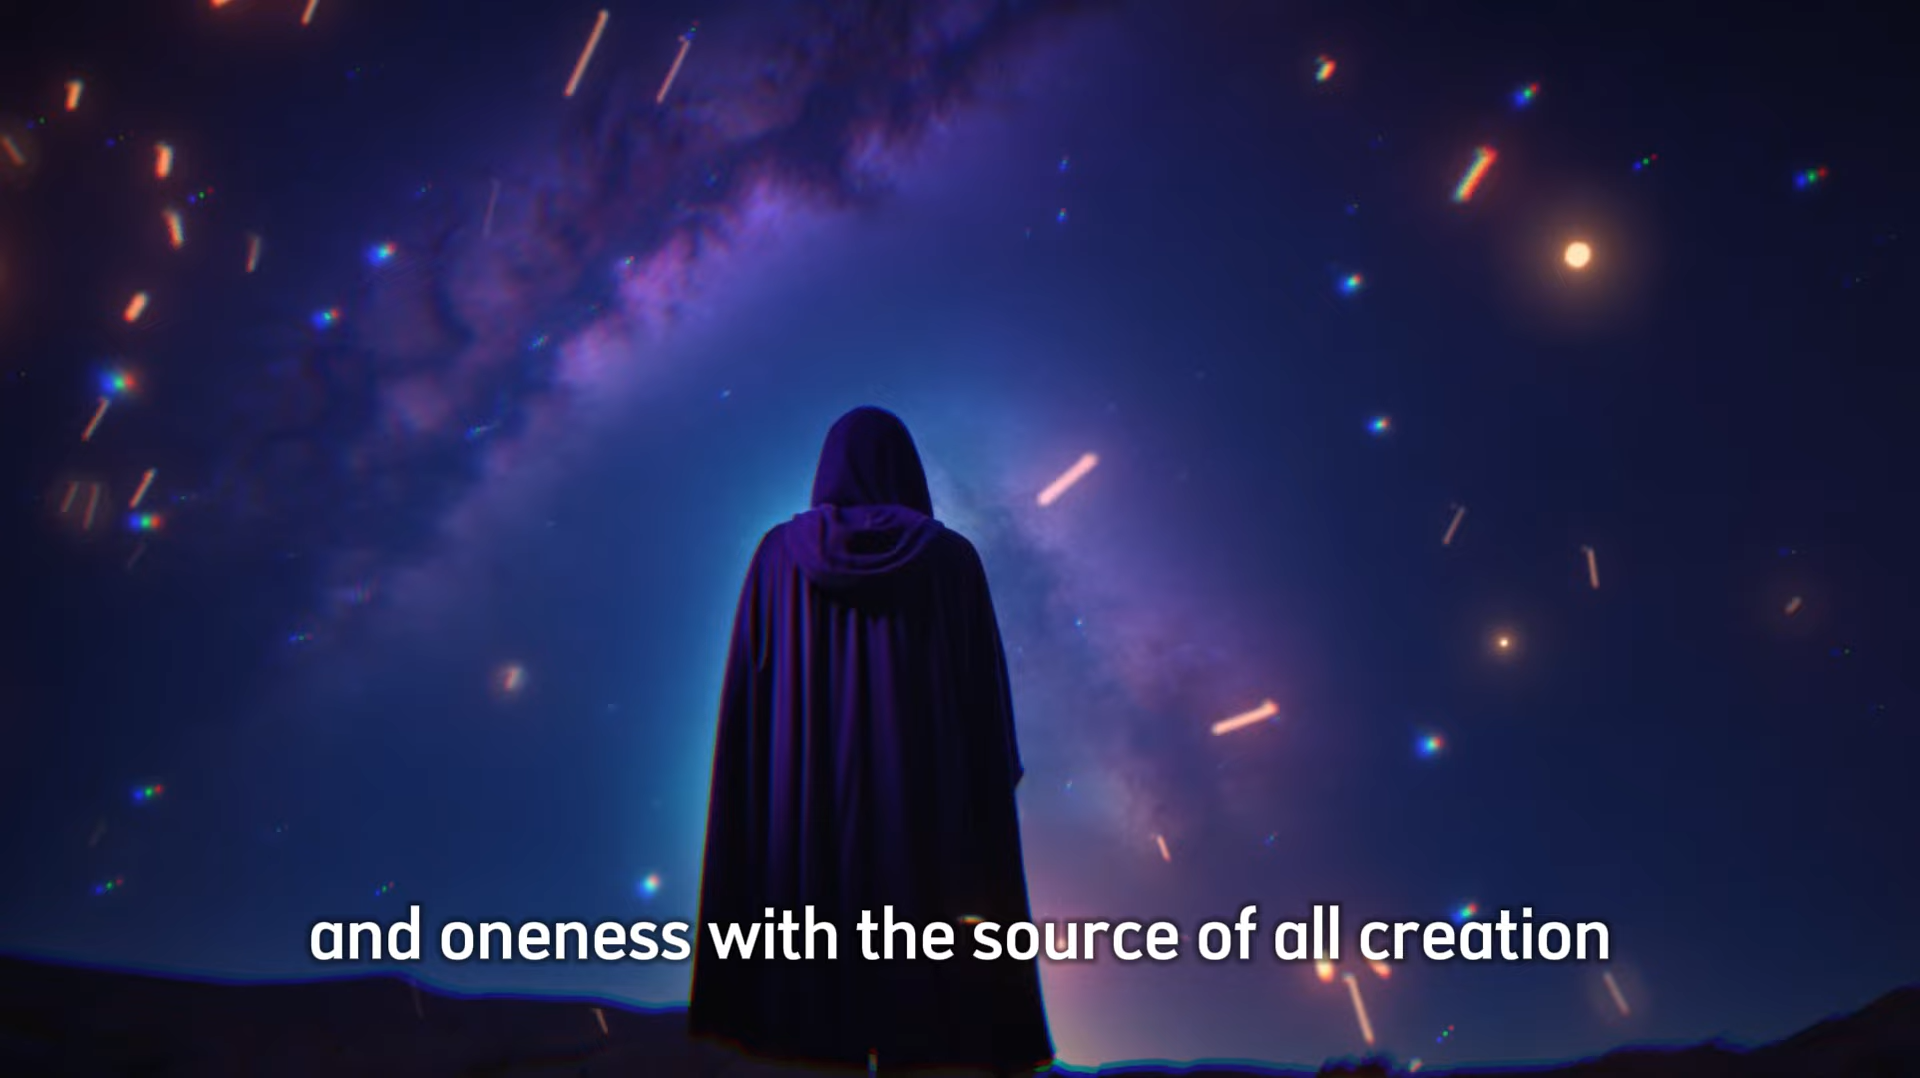 and oneness with the source of all creation